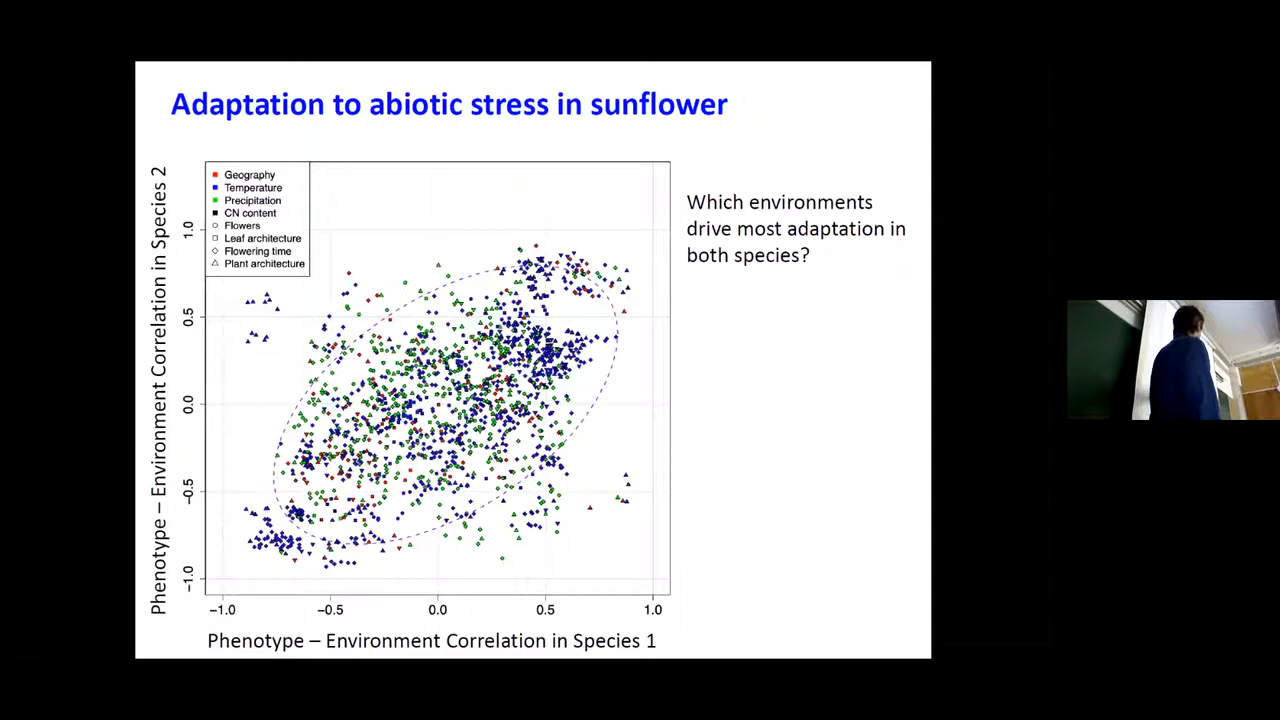 Adaptation to abiotic stress in sunflower
Geography
Temperature
Precipitation
CN content
Flowers
Leaf architecture
Flowering time
Plant architecture
Phenotype – Environment Correlation in Species 2
1.0
0.5
0.0
−0.5
−1.0
−1.0 −0.5 0.0 0.5 1.0
Phenotype – Environment Correlation in Species 1
Which environments
drive most adaptation in
both species?